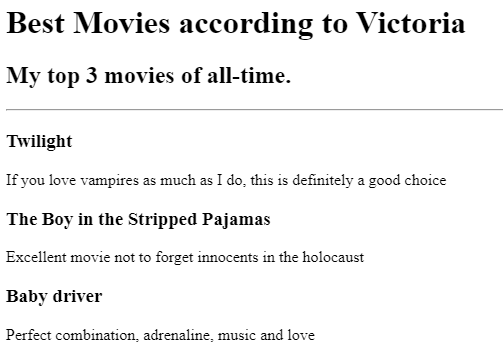 Best Movies according to Victoria
My top 3 movies of all-time.
Twilight
If you love vampires as much as I do, this is definitely a good choice
The Boy in the Stripped Pajamas
Excellent movie not to forget innocents in the holocaust
Baby driver
Perfect combination, adrenaline, music and love